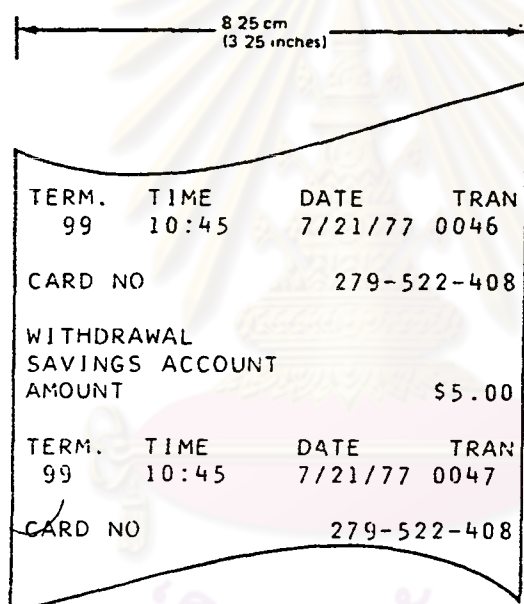 8 25 cm
(3 25 inches)
TERM. TIME DATE TRAN
99 10:45 7/21/77 0046
CARD NO 279-522-408
WITHDRAWAL
SAVINGS ACCOUNT
AMOUNT $5.00
TERM. TIME DATE TRAN
99 10:45 7/21/77 0047
CARD NO 279-522-408